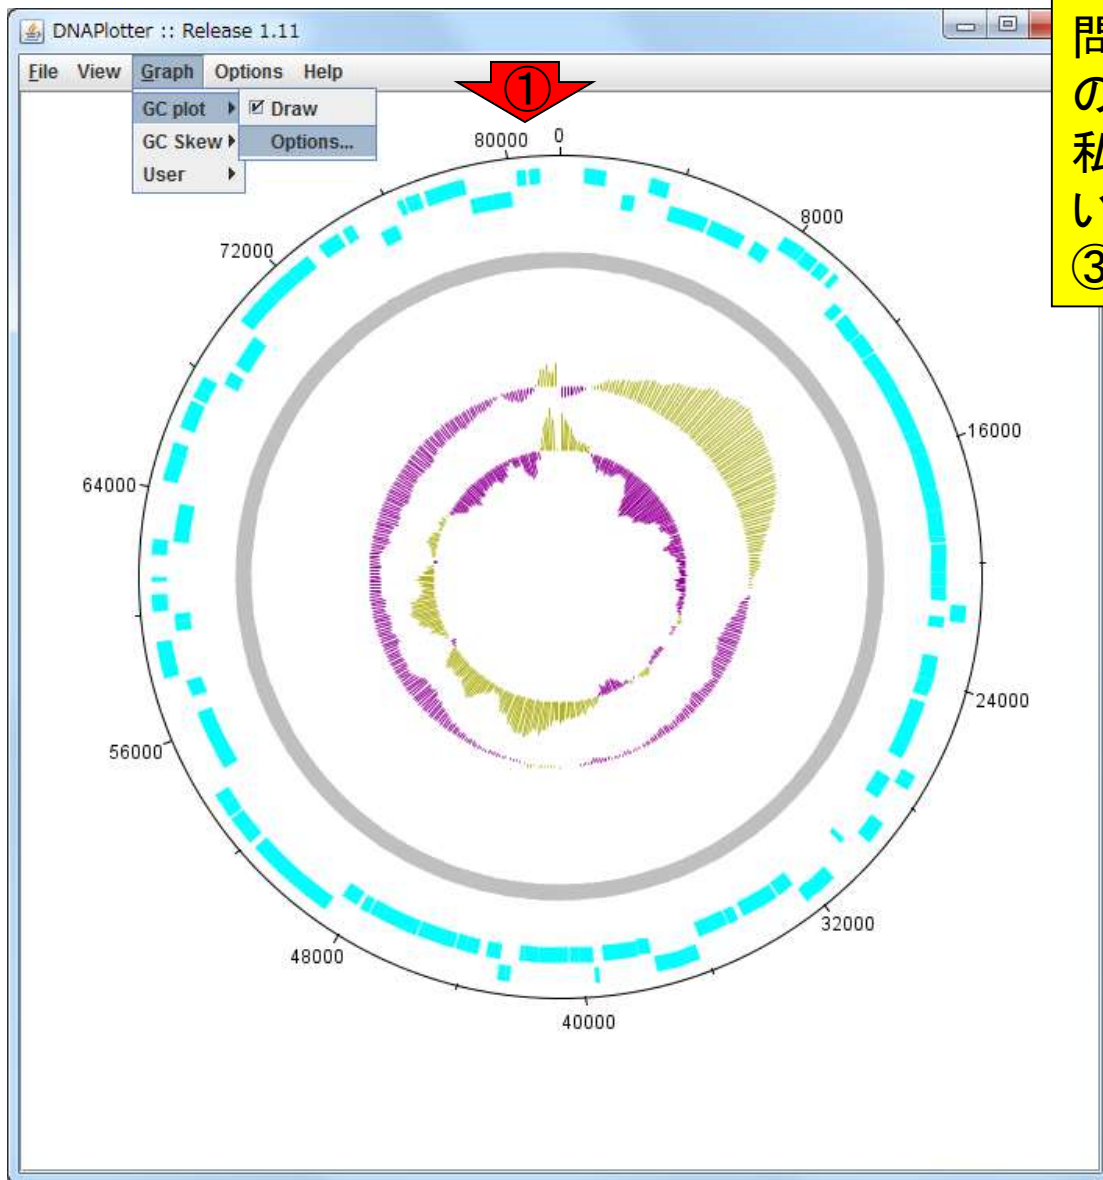 DNAPlotter :: Release 1.11
File View Graph Options Help
GC plot
Draw
GC Skew
Options...
User
①
問
の
私
い
③
0
8000
16000
24000
32000
40000
48000
56000
64000
72000
80000